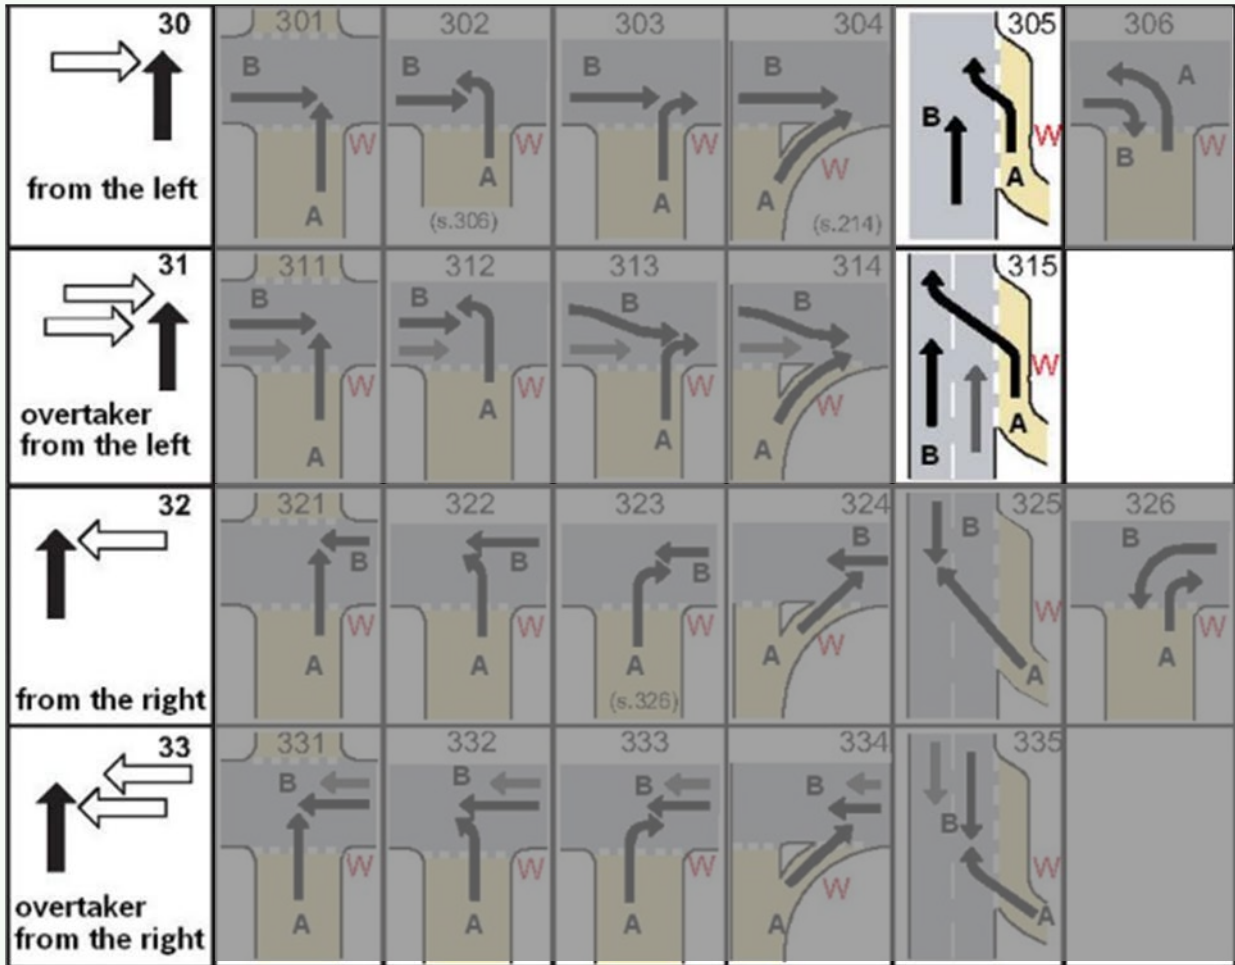 30
from the left
301
B
W
A
302
B
A
W
(s.306)
303
B
W
A
304
B
W
A
(s.214)
305
B
W
A
306
A
B
W
31
overtaker
from the left
311
B
W
A
312
B
W
A
313
B
W
A
314
B
W
A
315
W
A
B
32
from the right
321
B
W
A
322
B
W
A
323
B
W
A
(s.326)
324
B
W
A
325
B
W
A
326
B
W
A
33
overtaker
from the right
331
B
W
A
332
B
W
A
333
B
W
A
334
B
W
A
335
B
W
A